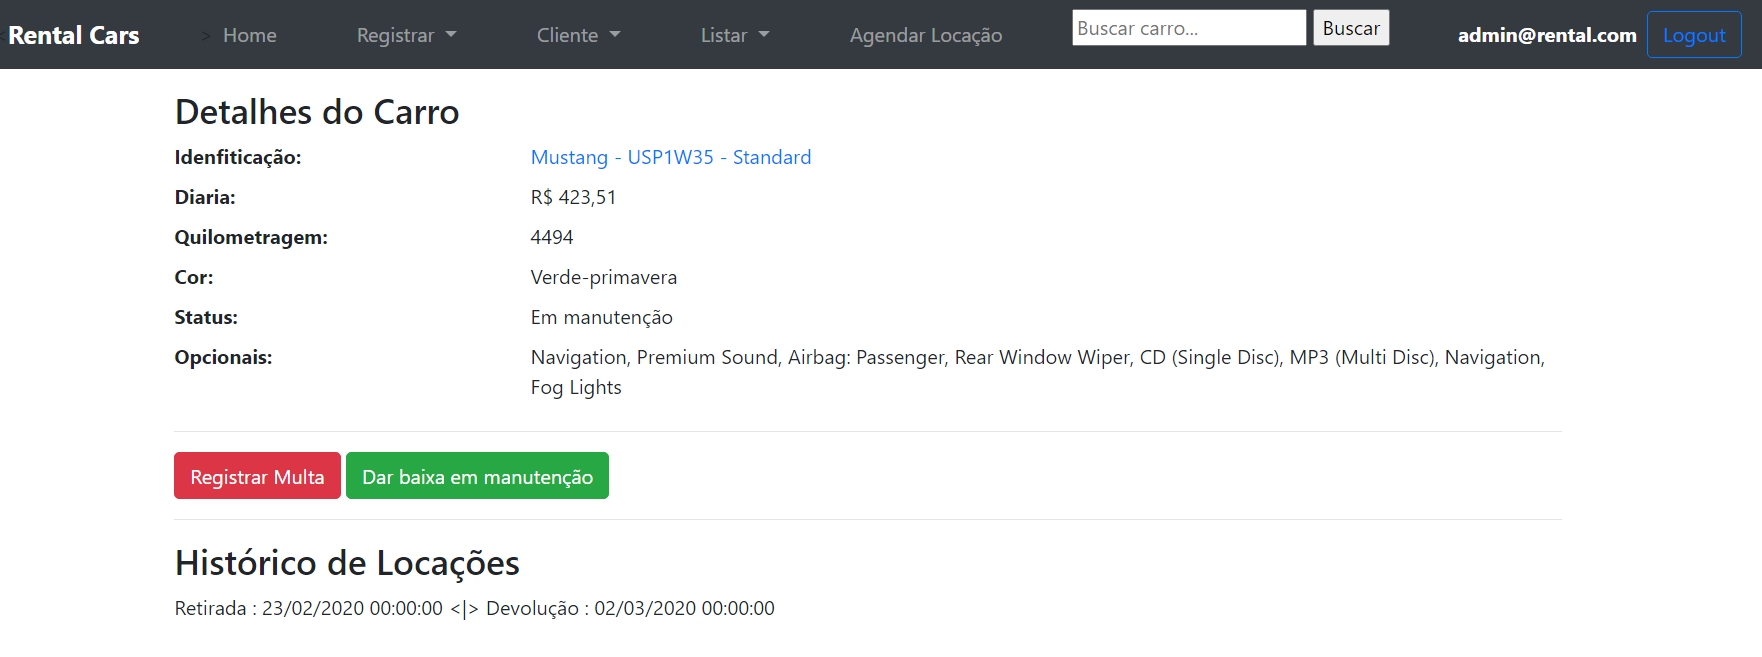 Rental Cars > Home Registrar Cliente Listar Agendar Locação Buscar carro... Buscar admin@rental.com Logout
Detalhes do Carro
Idenfiticação: Mustang - USP1W35 - Standard
Diaria: R$ 423,51
Quilometragem: 4494
Cor: Verde-primavera
Status: Em manutenção
Opcionais: Navigation, Premium Sound, Airbag: Passenger, Rear Window Wiper, CD (Single Disc), MP3 (Multi Disc), Navigation,
Fog Lights
Registrar Multa Dar baixa em manutenção
Histórico de Locações
Retirada : 23/02/2020 00:00:00 <|> Devolução : 02/03/2020 00:00:00